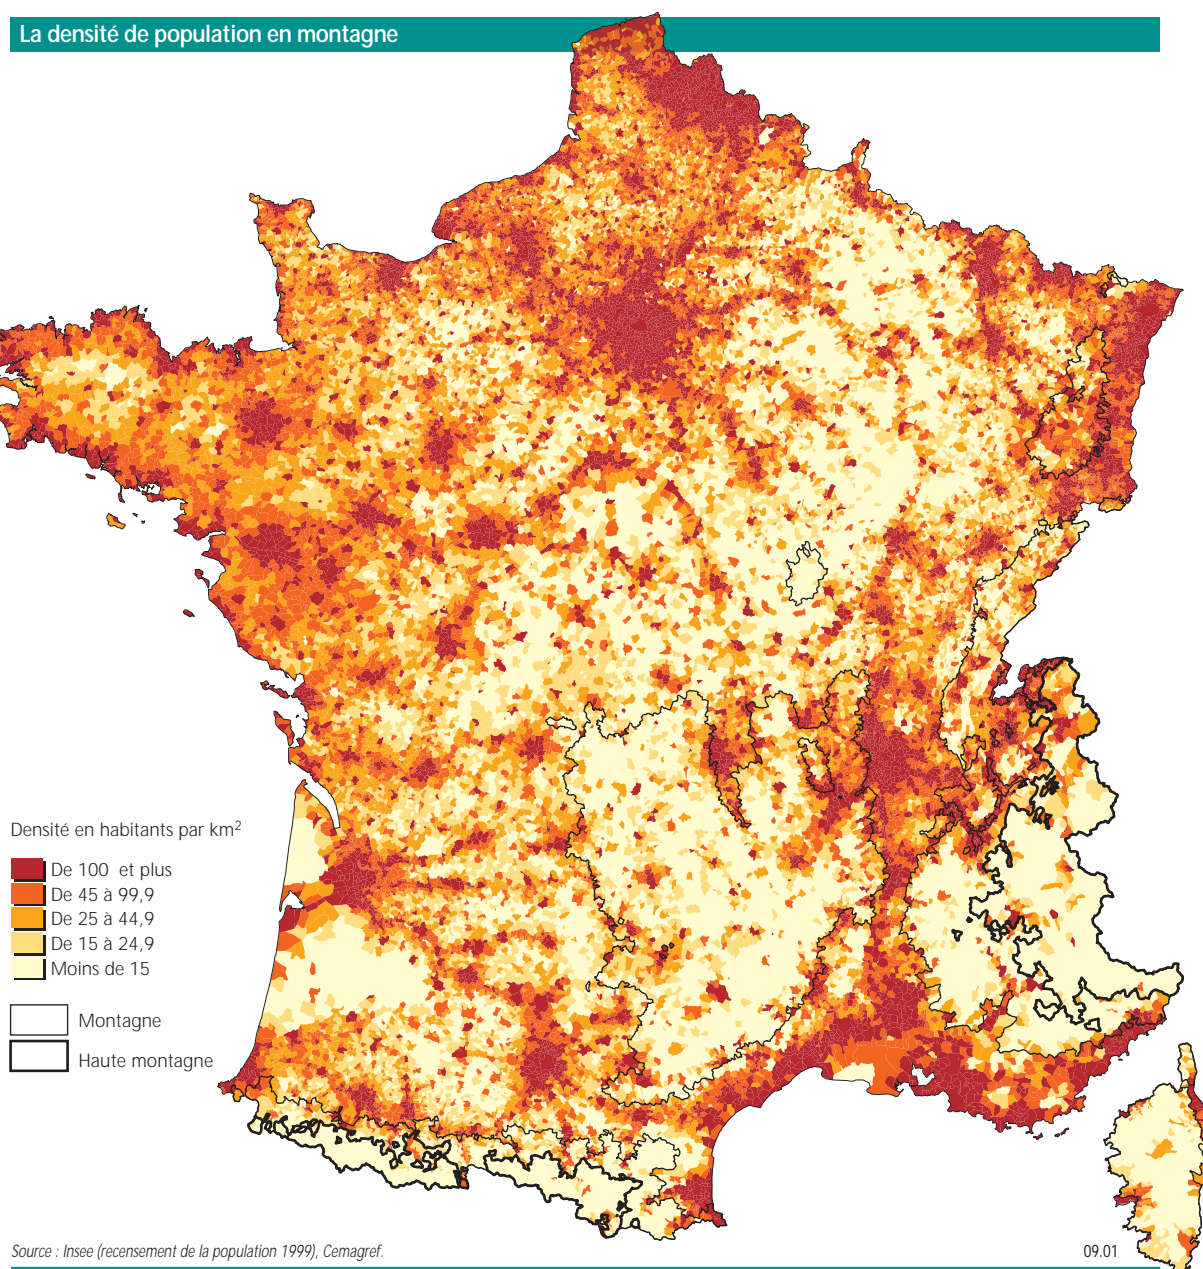 La densité de population en montagne
Densité en habitants par km²
De 100 et plus
De 45 à 99,9
De 25 à 44,9
De 15 à 24,9
Moins de 15
Montagne
Haute montagne
Source : Insee (recensement de la population 1999), Cemagref.
09.01